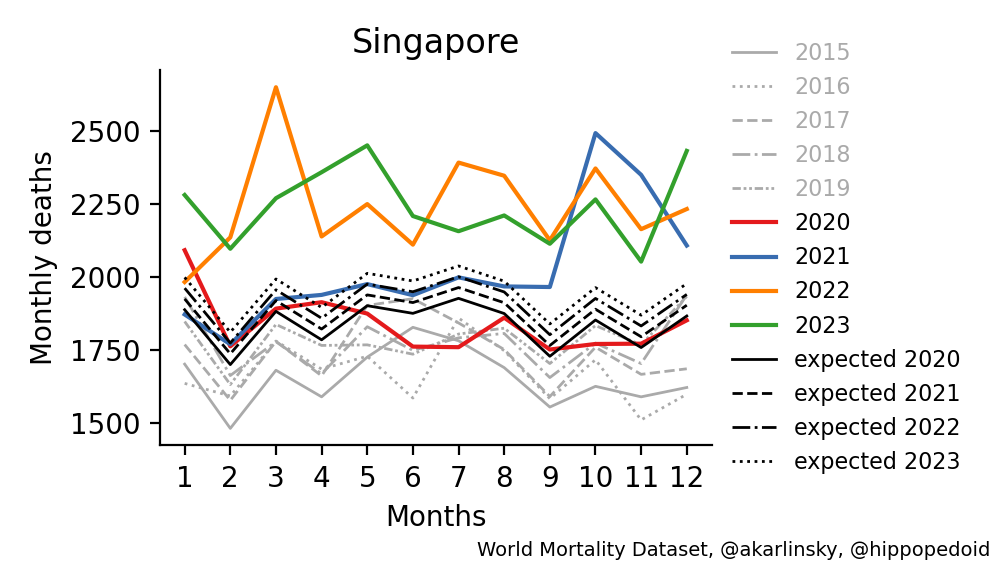 Singapore
Monthly deaths
2500
2250
2000
1750
1500
1 2 3 4 5 6 7 8 9 10 11 12
Months
2015
2016
2017
2018
2019
2020
2021
2022
2023
expected 2020
expected 2021
expected 2022
expected 2023
World Mortality Dataset, @akarlinsky, @hippopedoid